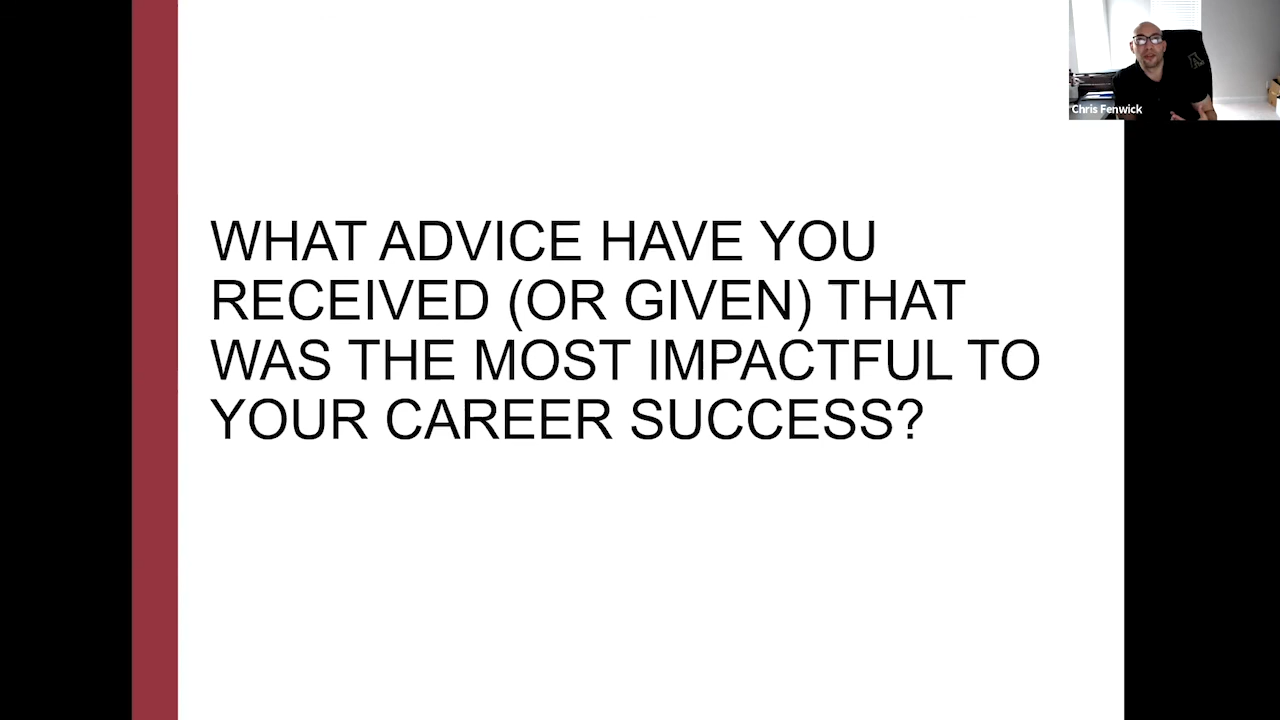 Chris Fenwick
WHAT ADVICE HAVE YOU
RECEIVED (OR GIVEN) THAT
WAS THE MOST IMPACTFUL TO
YOUR CAREER SUCCESS?